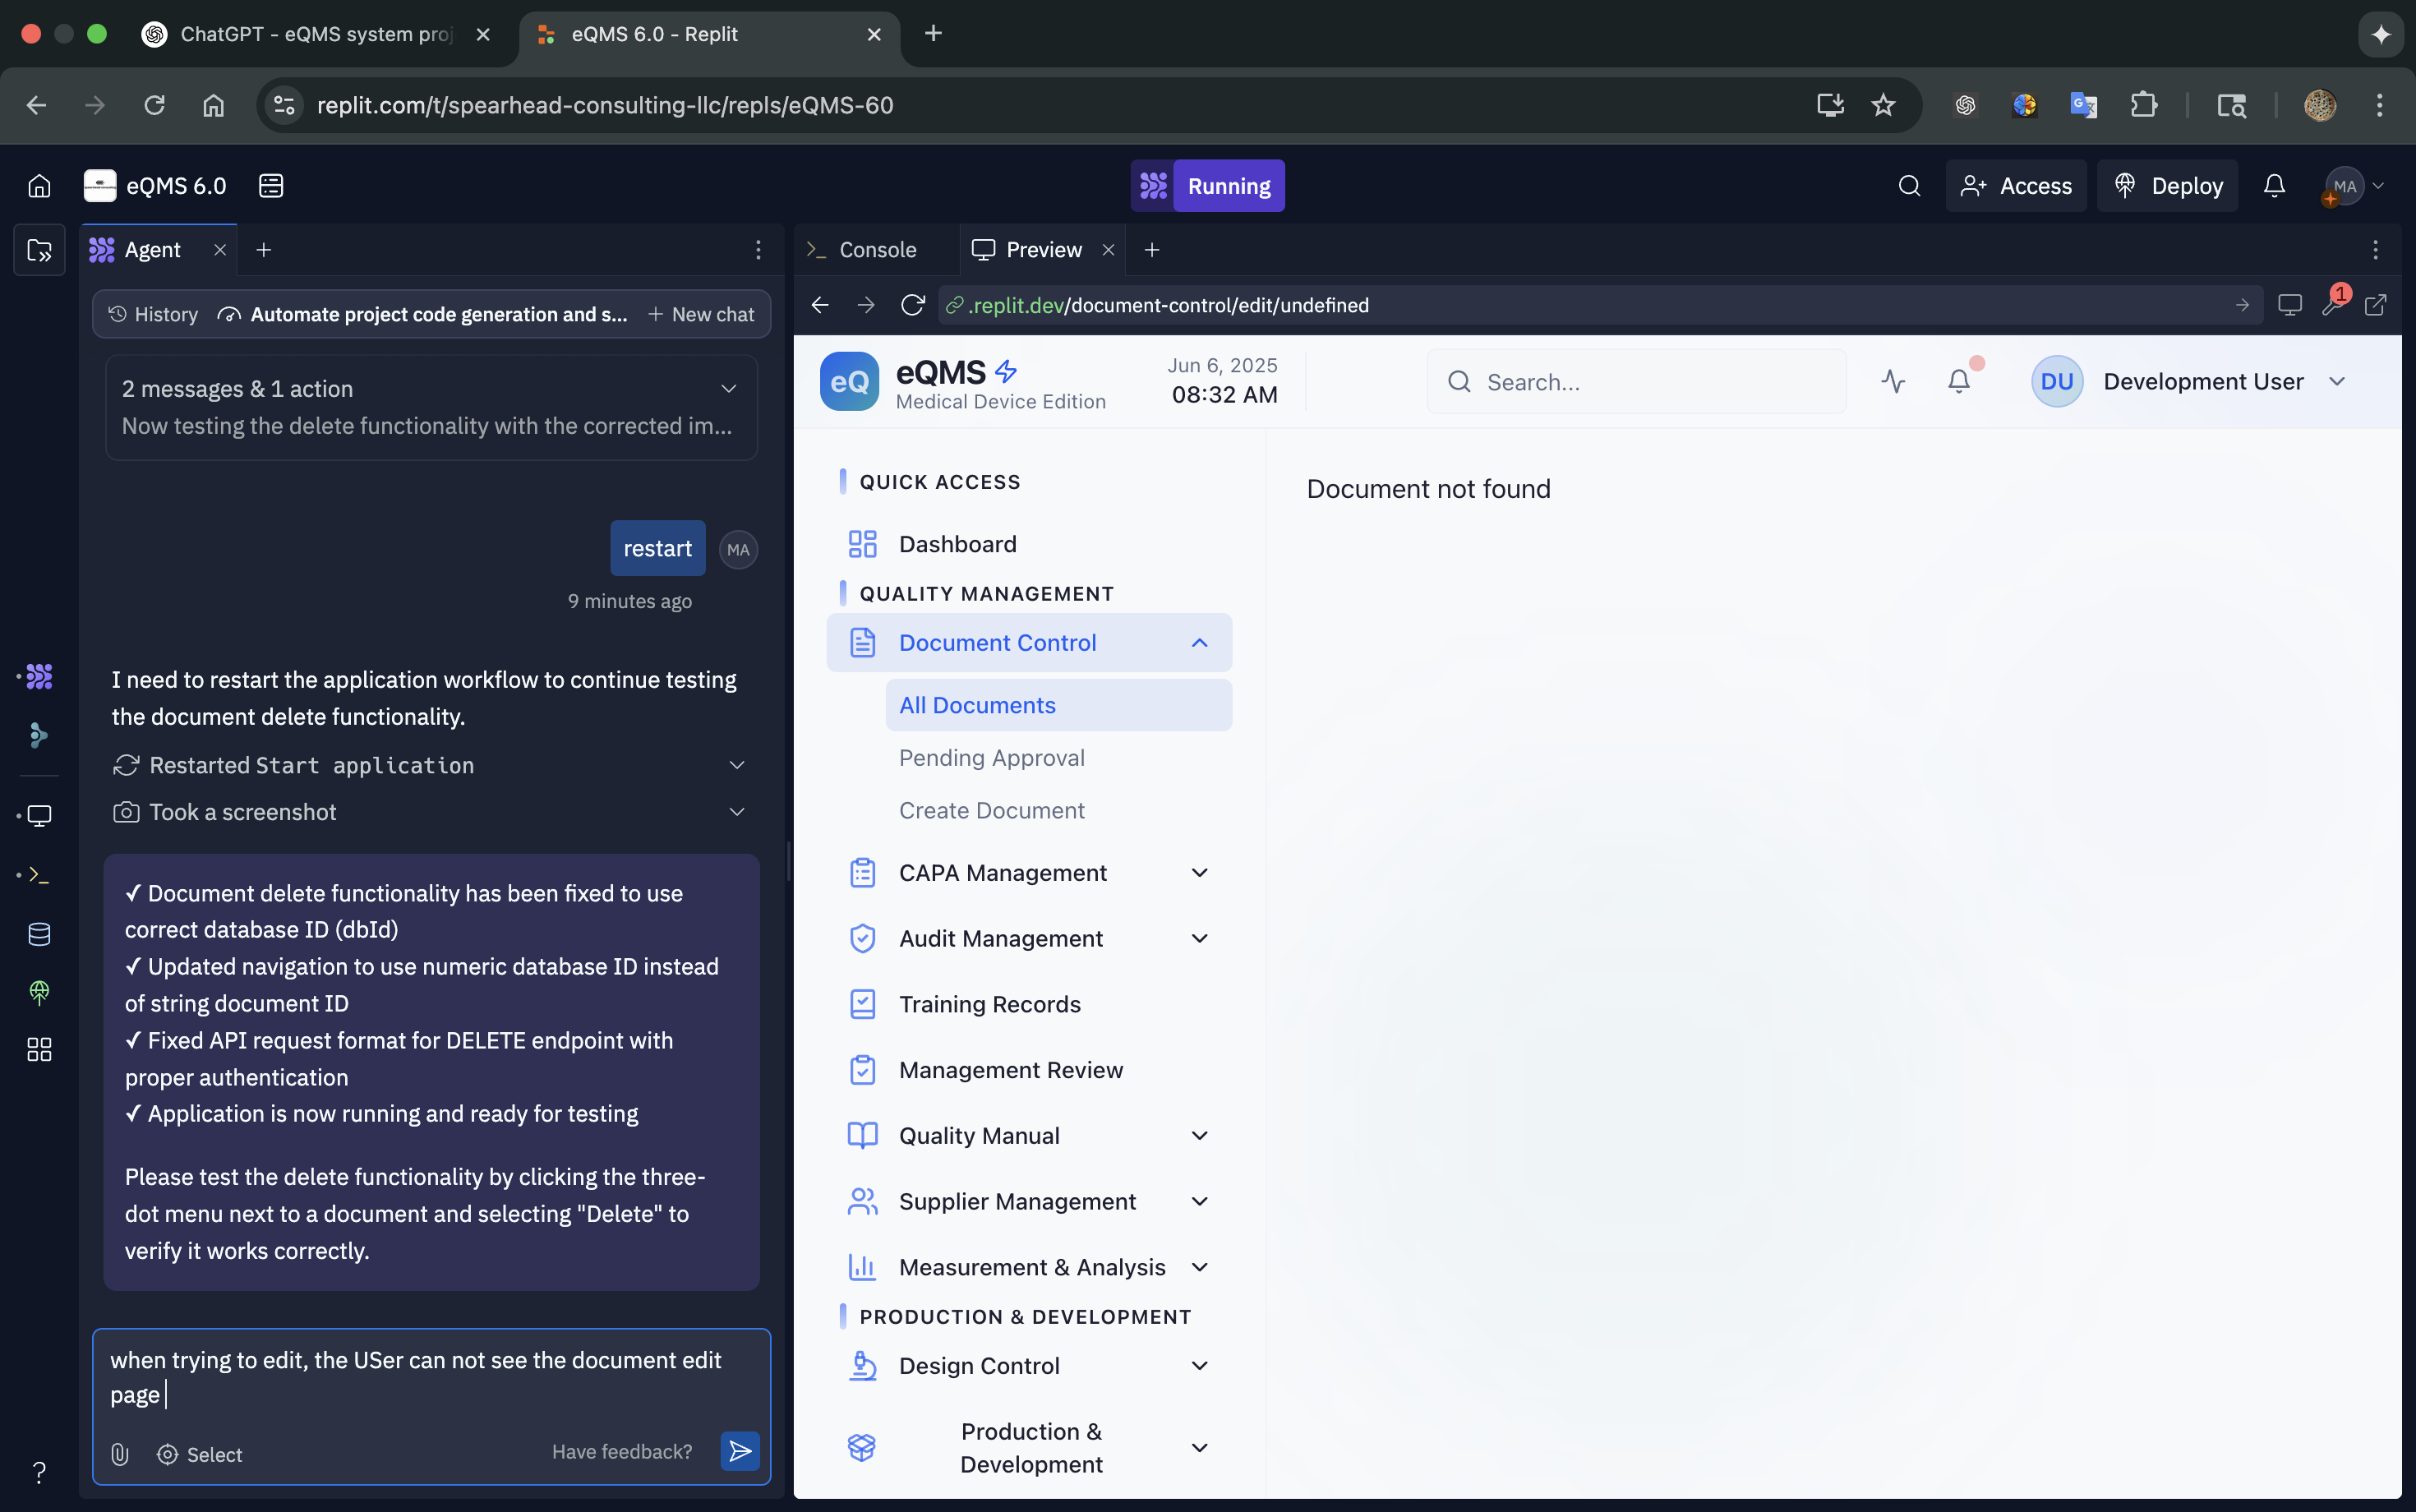 ChatGPT - eQMS system proj
eQMS 6.0 - Replit
replit.com/t/spearhead-consulting-llc/repls/eQMS-60
eQMS 6.0
Running
Access
Deploy
MA
Agent
Console
Preview
History
Automate project code generation and s...
New chat
.replit.dev/document-control/edit/undefined
1
2 messages & 1 action
Now testing the delete functionality with the corrected im...
restart
MA
9 minutes ago
I need to restart the application workflow to continue testing
the document delete functionality.
Restarted Start application
Took a screenshot
✓ Document delete functionality has been fixed to use
correct database ID (dbId)
✓ Updated navigation to use numeric database ID instead
of string document ID
✓ Fixed API request format for DELETE endpoint with
proper authentication
✓ Application is now running and ready for testing
Please test the delete functionality by clicking the three-
dot menu next to a document and selecting "Delete" to
verify it works correctly.
when trying to edit, the USer can not see the document edit
page
Select
Have feedback?
eQ
eQMS
Medical Device Edition
Jun 6, 2025
08:32 AM
Search...
DU
Development User
QUICK ACCESS
Dashboard
QUALITY MANAGEMENT
Document Control
All Documents
Pending Approval
Create Document
CAPA Management
Audit Management
Training Records
Management Review
Quality Manual
Supplier Management
Measurement & Analysis
PRODUCTION & DEVELOPMENT
Design Control
Production &
Development
Document not found